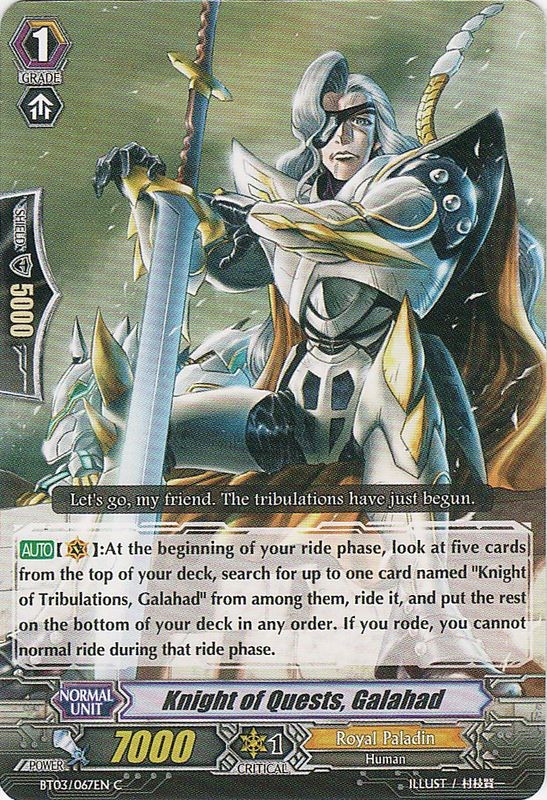 1
GRADE
SHIELD
5000
Let's go, my friend. The tribulations have just begun.
AUTO【 】:At the beginning of your ride phase, look at five cards
from the top of your deck, search for up to one card named "Knight
of Tribulations, Galahad" from among them, ride it, and put the rest
on the bottom of your deck in any order. If you rode, you cannot
normal ride during that ride phase.
NORMAL
UNIT
Knight of Quests, Galahad
POWER
7000
1
CRITICAL
Royal Paladin
Human
BT03/067EN C
ILLUST / 村枝賢一